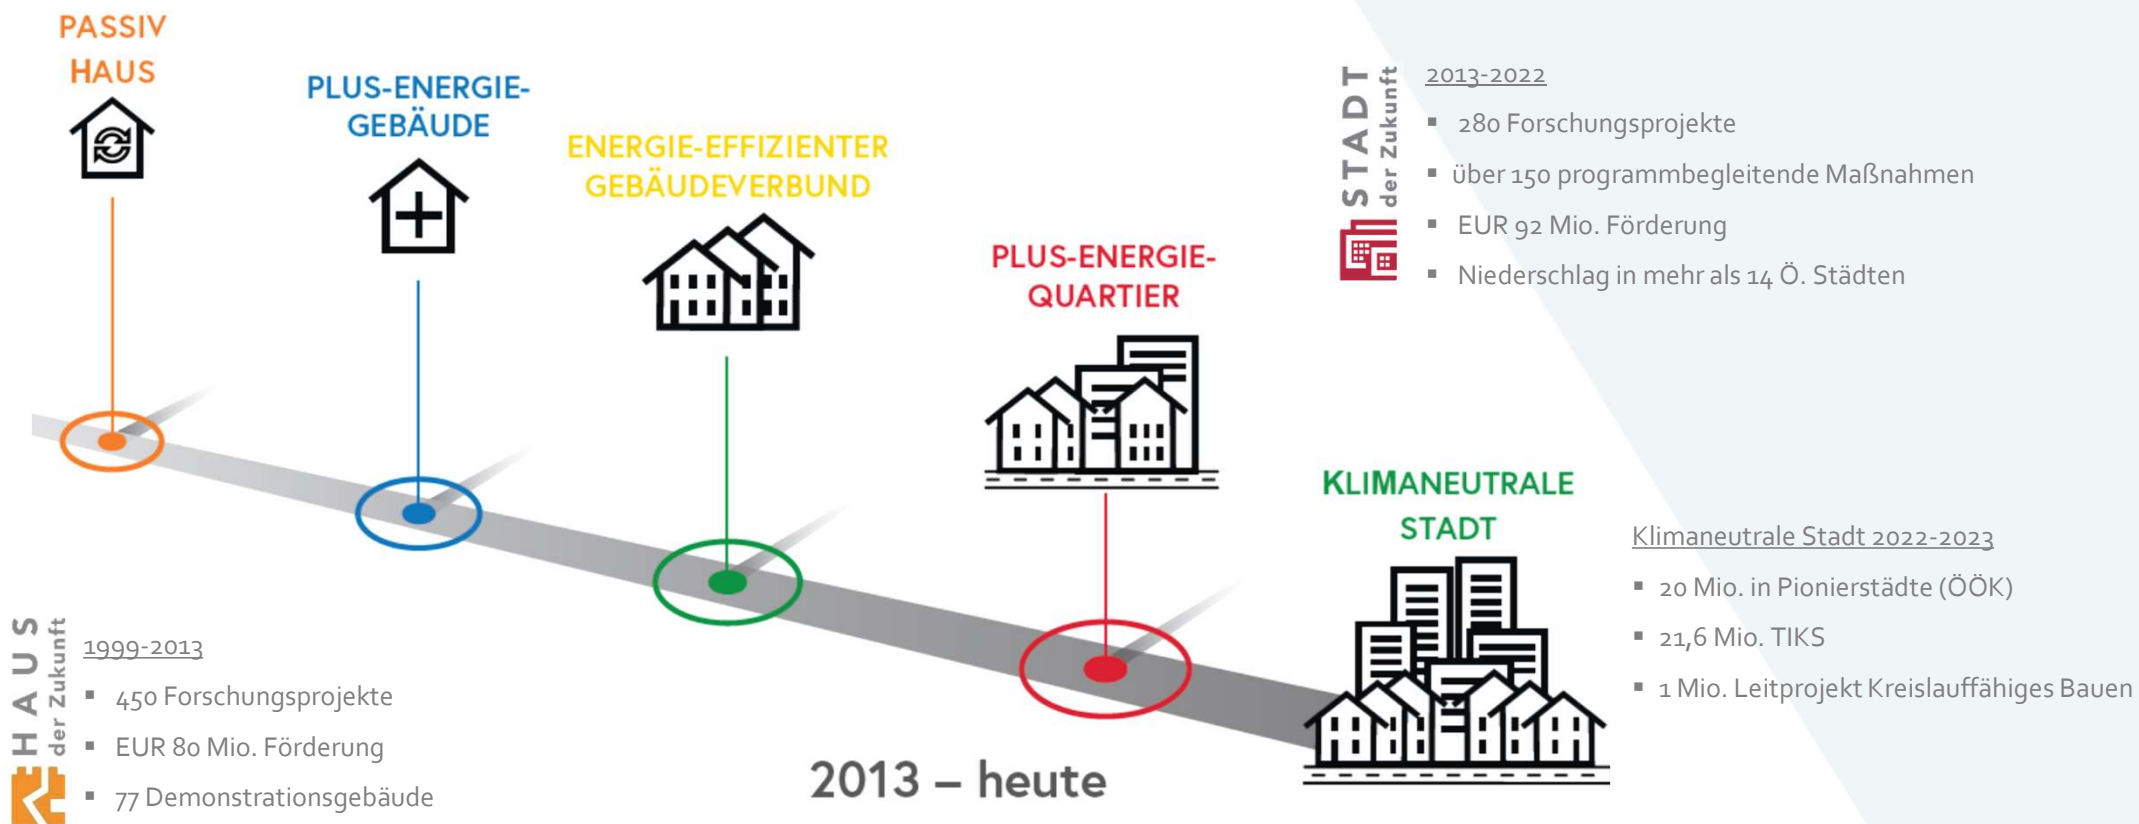 PASSIV
HAUS
PLUS-ENERGIE-
GEBÄUDE
ENERGIE-EFFIZIENTER
GEBÄUDEVERBUND
PLUS-ENERGIE-
QUARTIER
KLIMANEUTRALE
STADT
STADT
der Zukunft
2013-2022
▪ 280 Forschungsprojekte
▪ über 150 programmbegleitende Maßnahmen
▪ EUR 92 Mio. Förderung
▪ Niederschlag in mehr als 14 Ö. Städten
Klimaneutrale Stadt 2022-2023
▪ 20 Mio. in Pionierstädte (ÖÖK)
▪ 21,6 Mio. TIKS
▪ 1 Mio. Leitprojekt Kreislauffähiges Bauen
HAUS
der Zukunft
1999-2013
▪ 450 Forschungsprojekte
▪ EUR 80 Mio. Förderung
▪ 77 Demonstrationsgebäude
2013 – heute